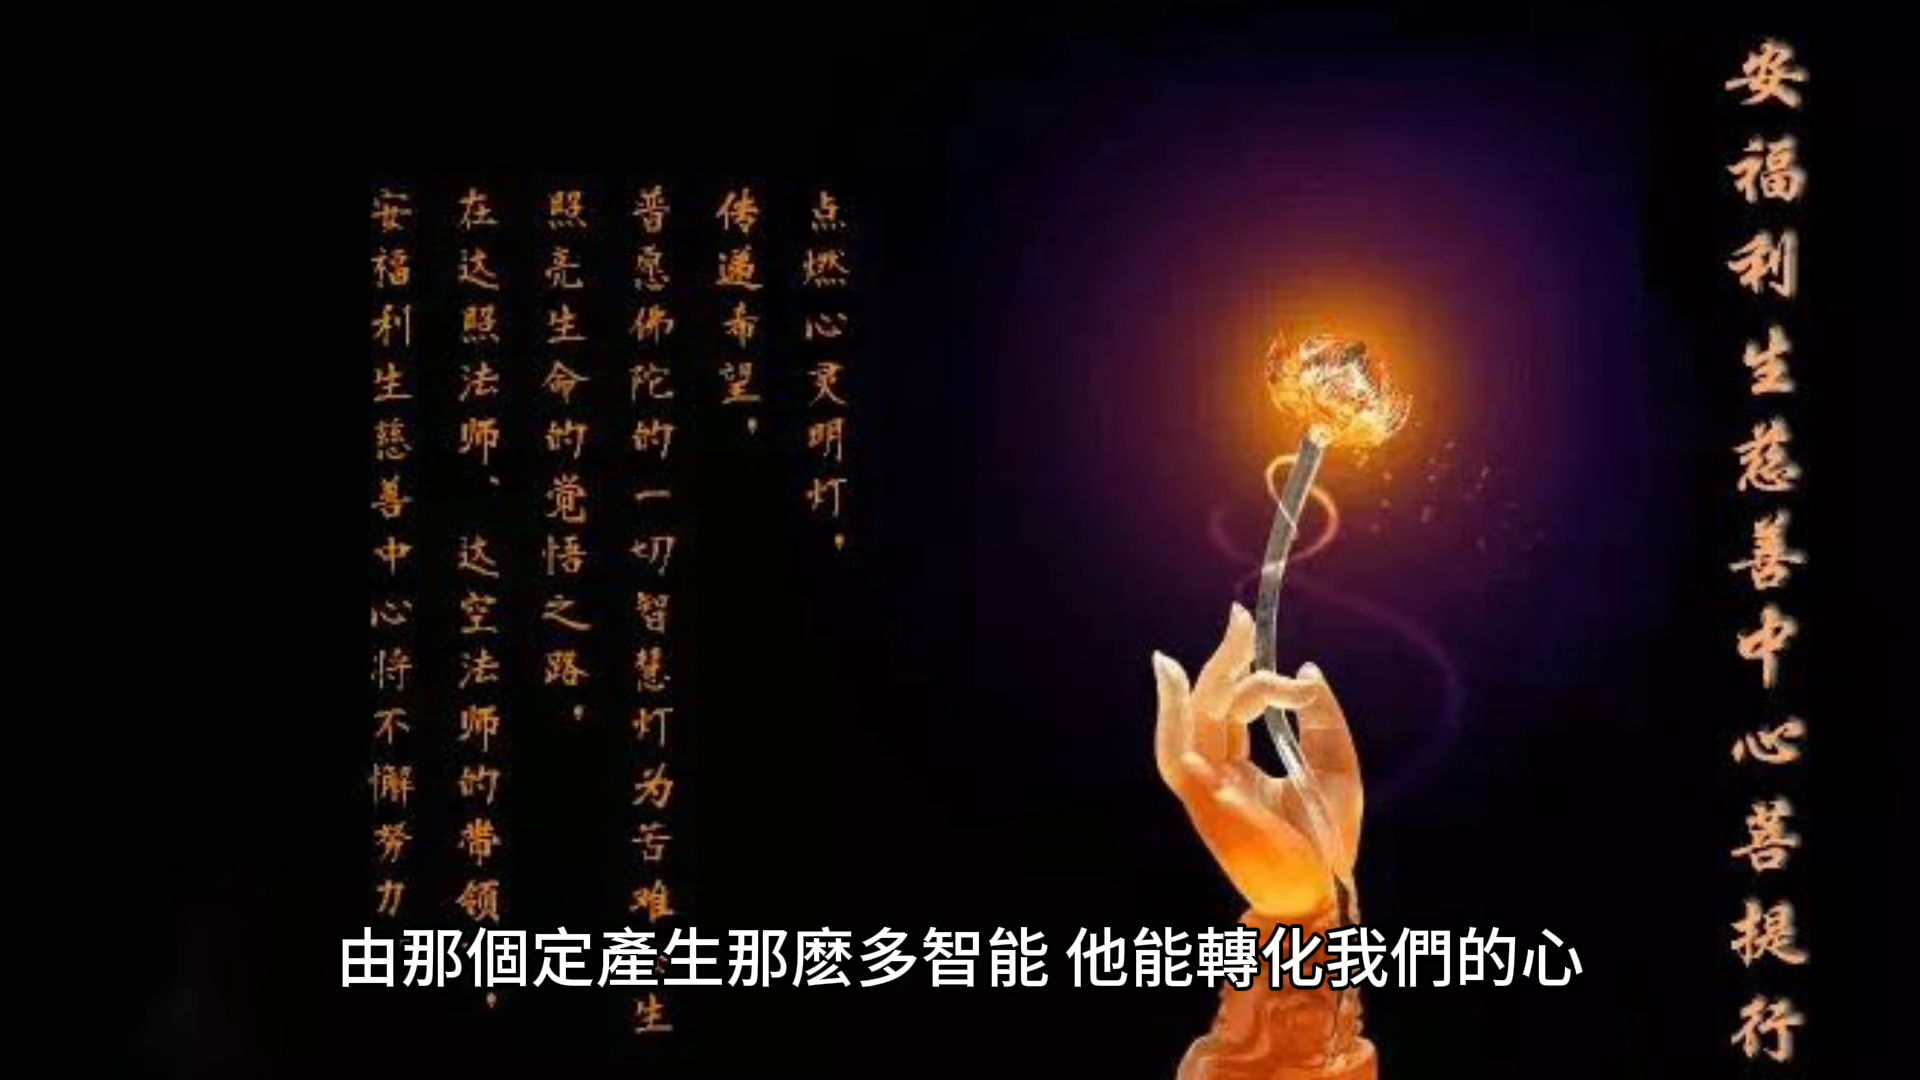 安福利生慈善中心菩提行
点燃心灵明灯，
传递希望，
普愿佛陀的一切智慧灯为苦难
生
照亮生命的觉悟之路，
在达照法师、达空法师的带领
，
安福利生慈善中心将不懈努力
由那個定產生那麽多智能 他能轉化我們的心